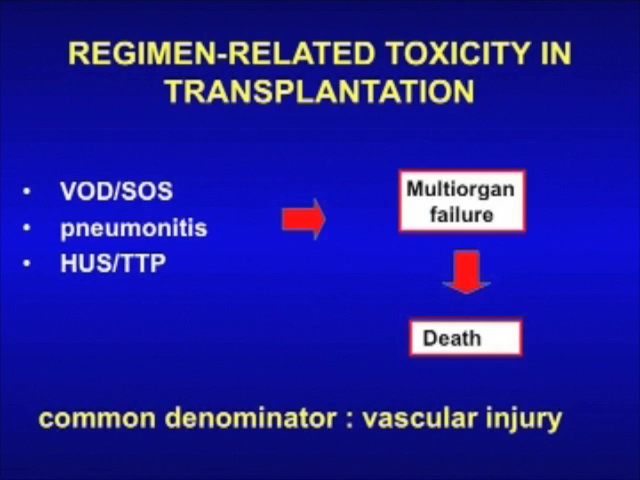 REGIMEN-RELATED TOXICITY IN
TRANSPLANTATION
• VOD/SOS
• pneumonitis
• HUS/TTP
Multiorgan
failure
Death
common denominator : vascular injury